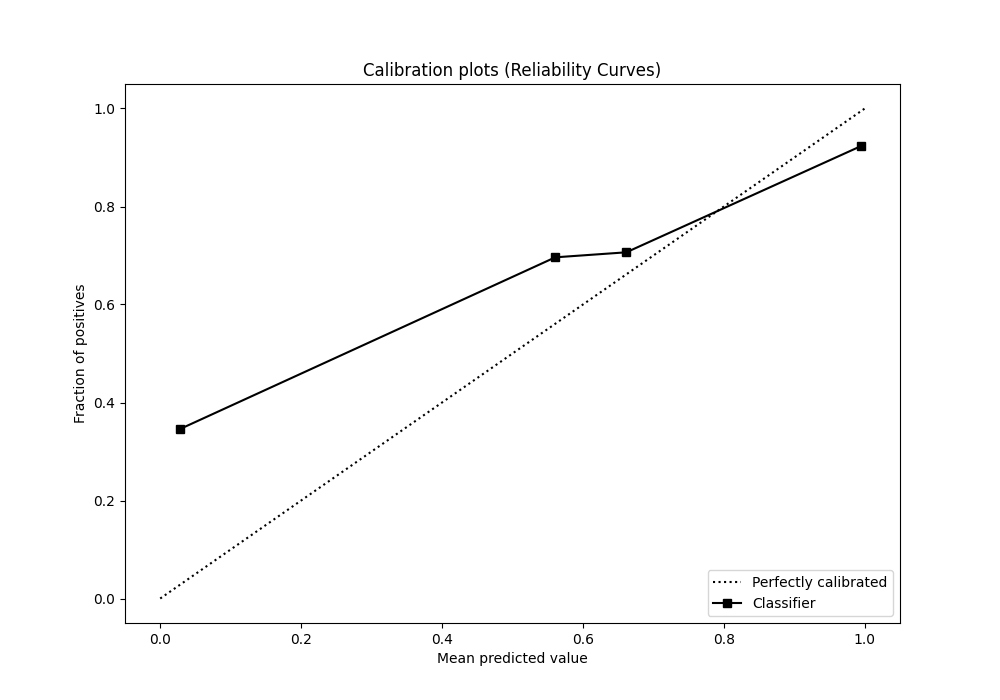 Calibration plots (Reliability Curves)
Fraction of positives
1.0
0.8
0.6
0.4
0.2
0.0
0.0 0.2 0.4 0.6 0.8 1.0
Mean predicted value
Perfectly calibrated
Classifier